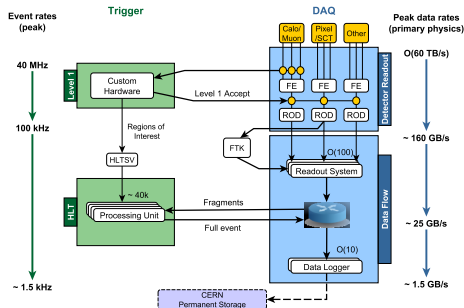 Event rates
(peak)
Trigger
DAQ
Peak data rates
(primary physics)
Calo/
Muon
Pixel
/SCT
Other
40 MHz
O(60 TB/s)
Level 1
Custom
Hardware
FE
FE
FE
Detector Readout
Level 1 Accept
ROD
ROD
ROD
100 kHz
Regions of
Interest
~ 160 GB/s
FTK
O(100)
HLTSV
Readout System
~ 40k
HLT
Processing Unit
Fragments
Full event
Data Flow
~ 25 GB/s
O(10)
Data Logger
~ 1.5 kHz
~ 1.5 GB/s
CERN
Permanent Storage